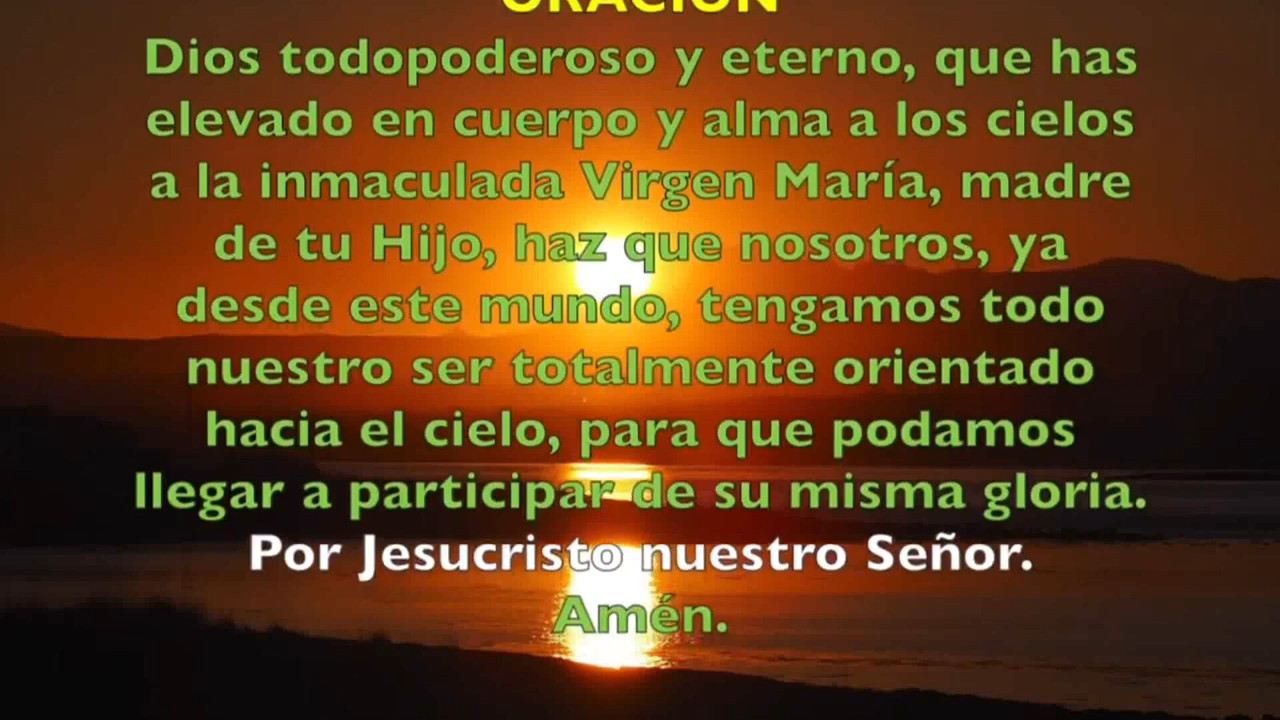 ORACIÓN
Dios todopoderoso y eterno, que has
elevado en cuerpo y alma a los cielos
a la inmaculada Virgen María, madre
de tu Hijo, haz que nosotros, ya
desde este mundo, tengamos todo
nuestro ser totalmente orientado
hacia el cielo, para que podamos
llegar a participar de su misma gloria.
Por Jesucristo nuestro Señor.
Amén.